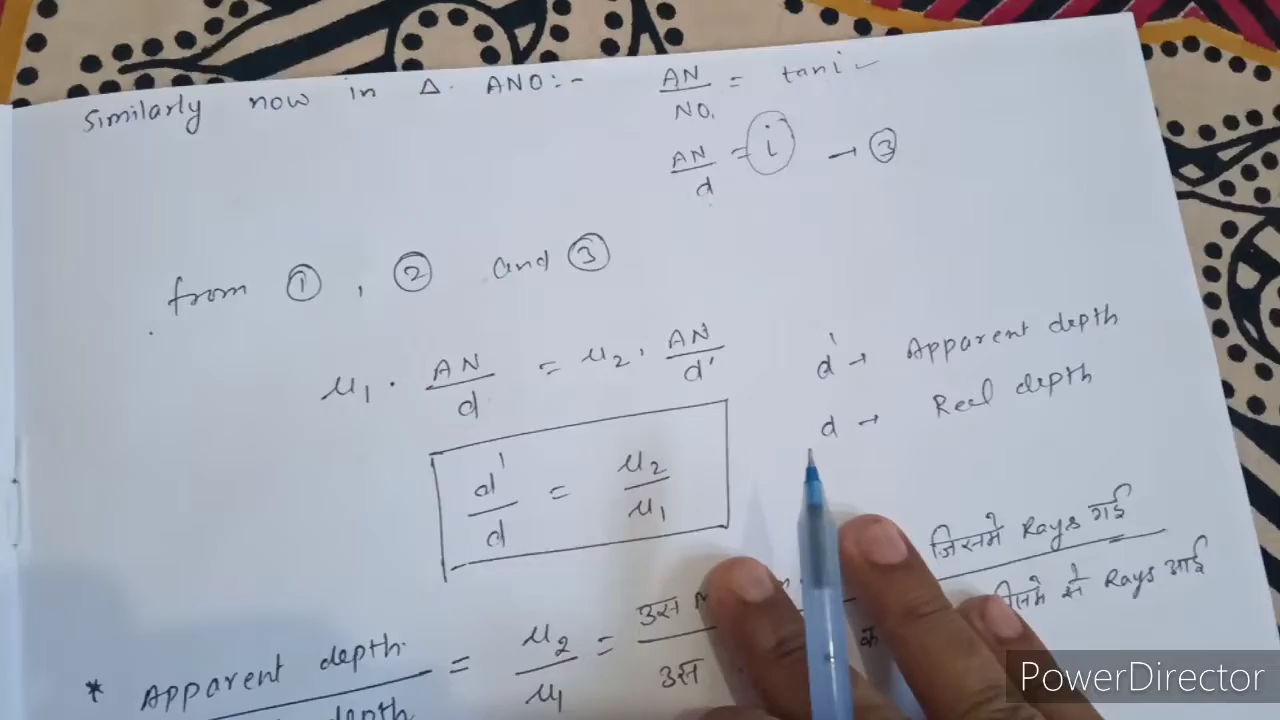 Similarly now in Δ. ANO:- AN/NO. = tani
AN/d = i → ③
from ①, ② and ③
μ₁ · AN/d = μ₂ · AN/d'
d' → Apparent depth
d → Real depth
d'/d = μ₂/μ₁
जिसमे Rays गई
से Rays आई
* Apparent depth. / depth = μ₂/μ₁ = उस / उस
PowerDirector